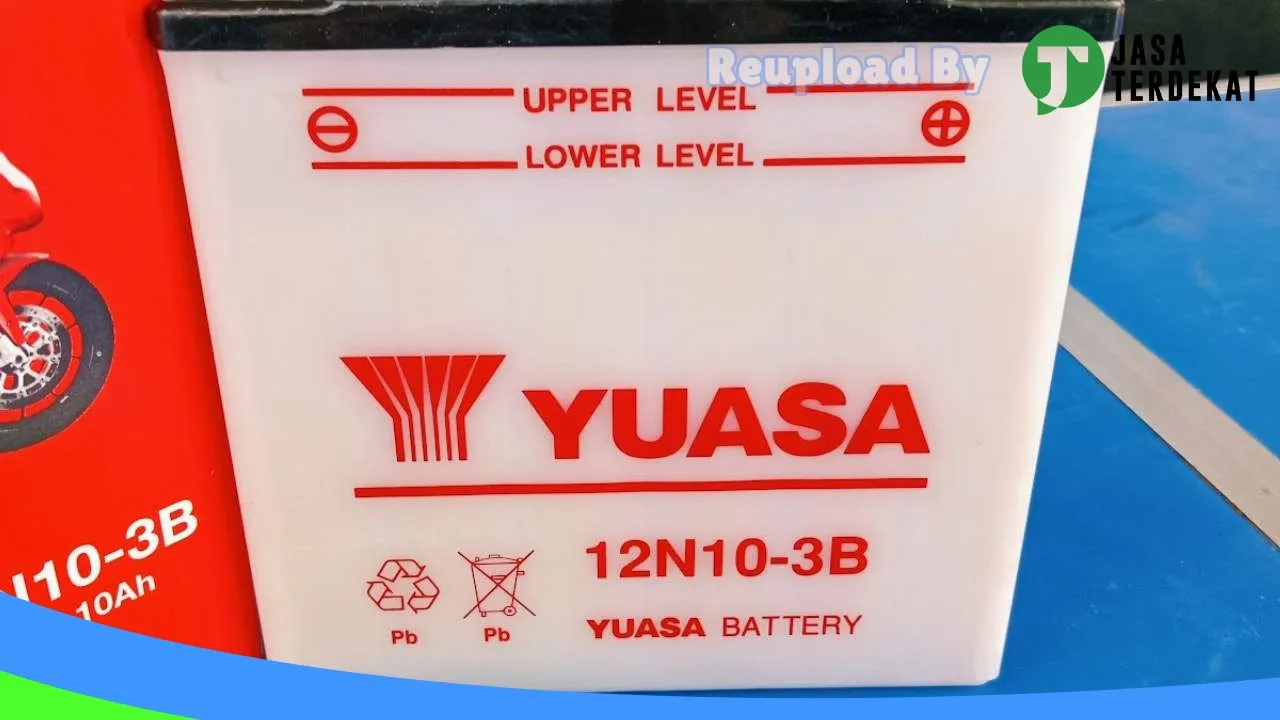 Reupload By
JASA
TERDEKAT
UPPER LEVEL
LOWER LEVEL
YUASA
12N10-3B
YUASA BATTERY
Pb
Pb
10-3B
10Ah